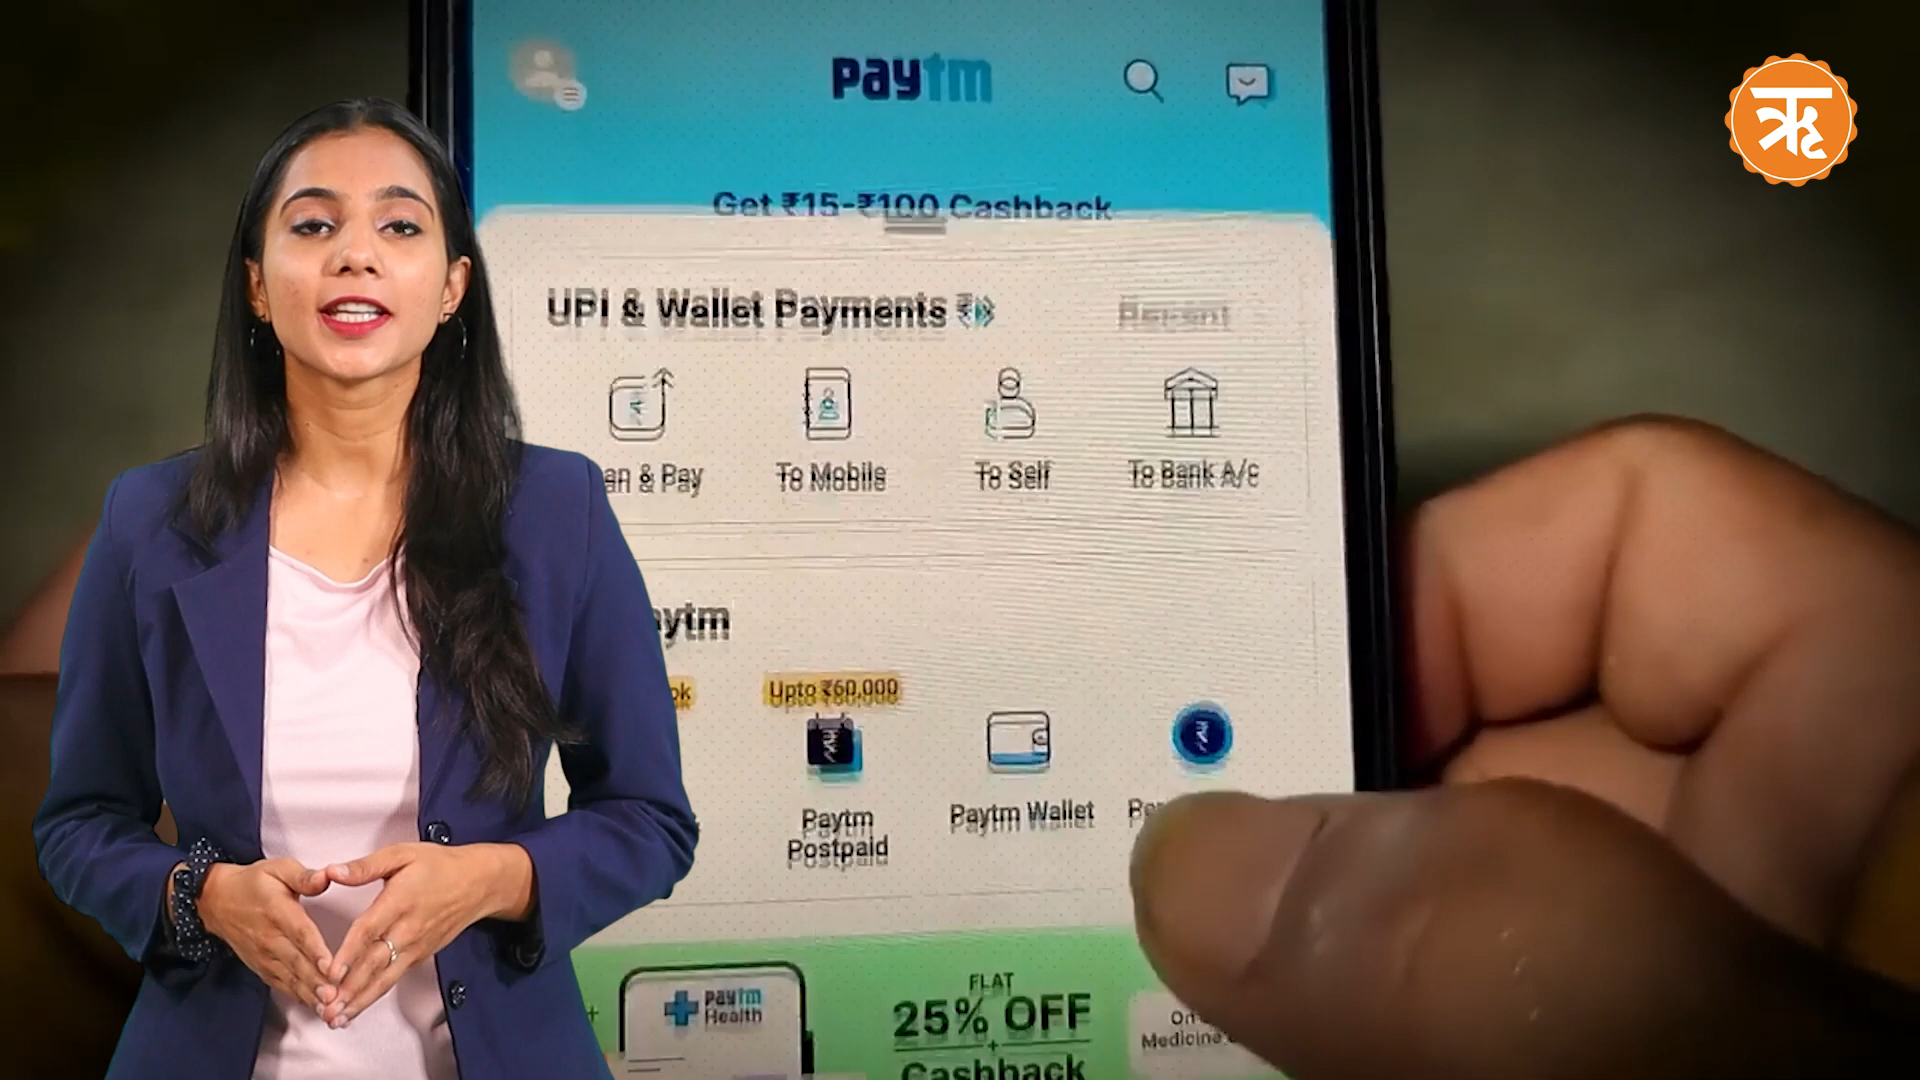 paytm
ऋ
Get ₹15-₹100 Cashback
UPI & Wallet Payments
& Pay
To Mobile
To Self
To Bank A/c
Upto ₹60,000
Paytm
Postpaid
Paytm Wallet
paytm
Health
FLAT
25% OFF
+
Cashback